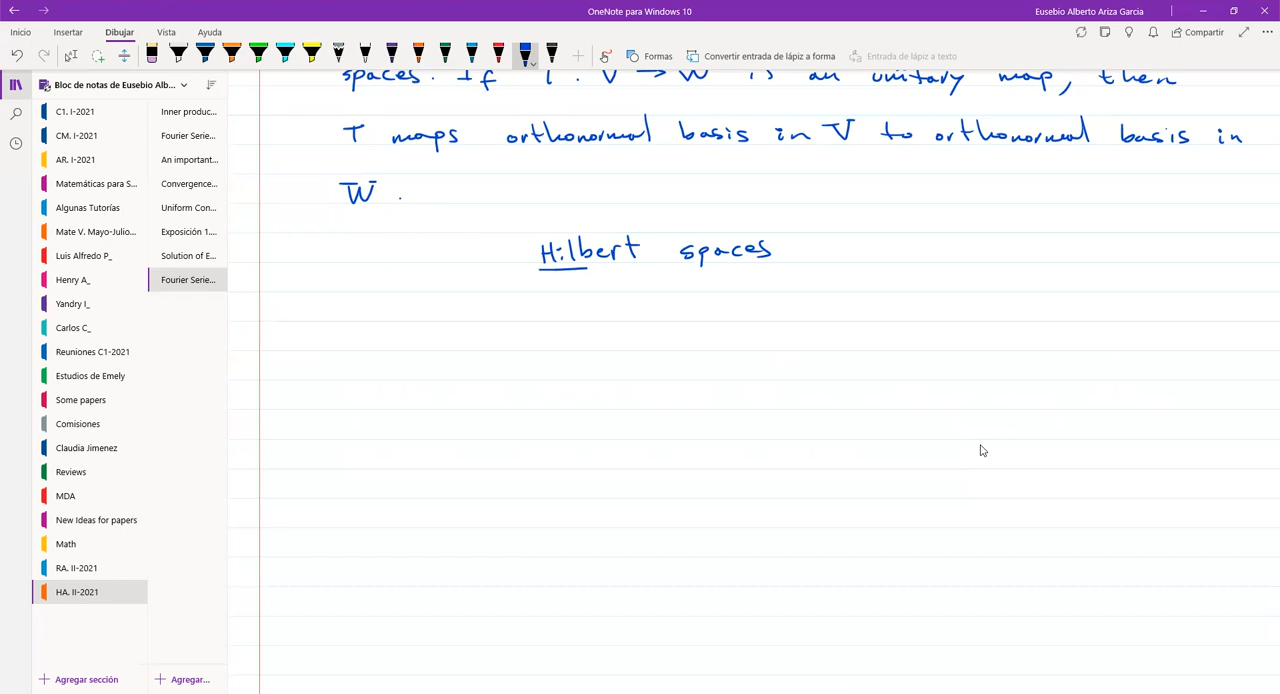 OneNote para Windows 10
Eusebio Alberto Ariza Garcia
Inicio Insertar Dibujar Vista Ayuda
Compartir
Formas
Convertir entrada de lápiz a forma
Entrada de lápiz a texto
Bloc de notas de Eusebio Alb...
C1. I-2021
CM. I-2021
AR. I-2021
Matemáticas para S...
Algunas Tutorías
Mate V. Mayo-Julio...
Luis Alfredo P_
Henry A_
Yandry I_
Carlos C_
Reuniones C1-2021
Estudios de Emely
Some papers
Comisiones
Claudia Jimenez
Reviews
MDA
New Ideas for papers
Math
RA. II-2021
HA. II-2021
Agregar sección
Inner produc...
Fourier Serie...
An important...
Convergence...
Uniform Con...
Exposición 1....
Solution of E...
Fourier Serie...
Agregar...
spaces. If T: V → W is an unitary map, then
T maps orthonormal basis in V to orthonormal basis in
W.
Hilbert spaces